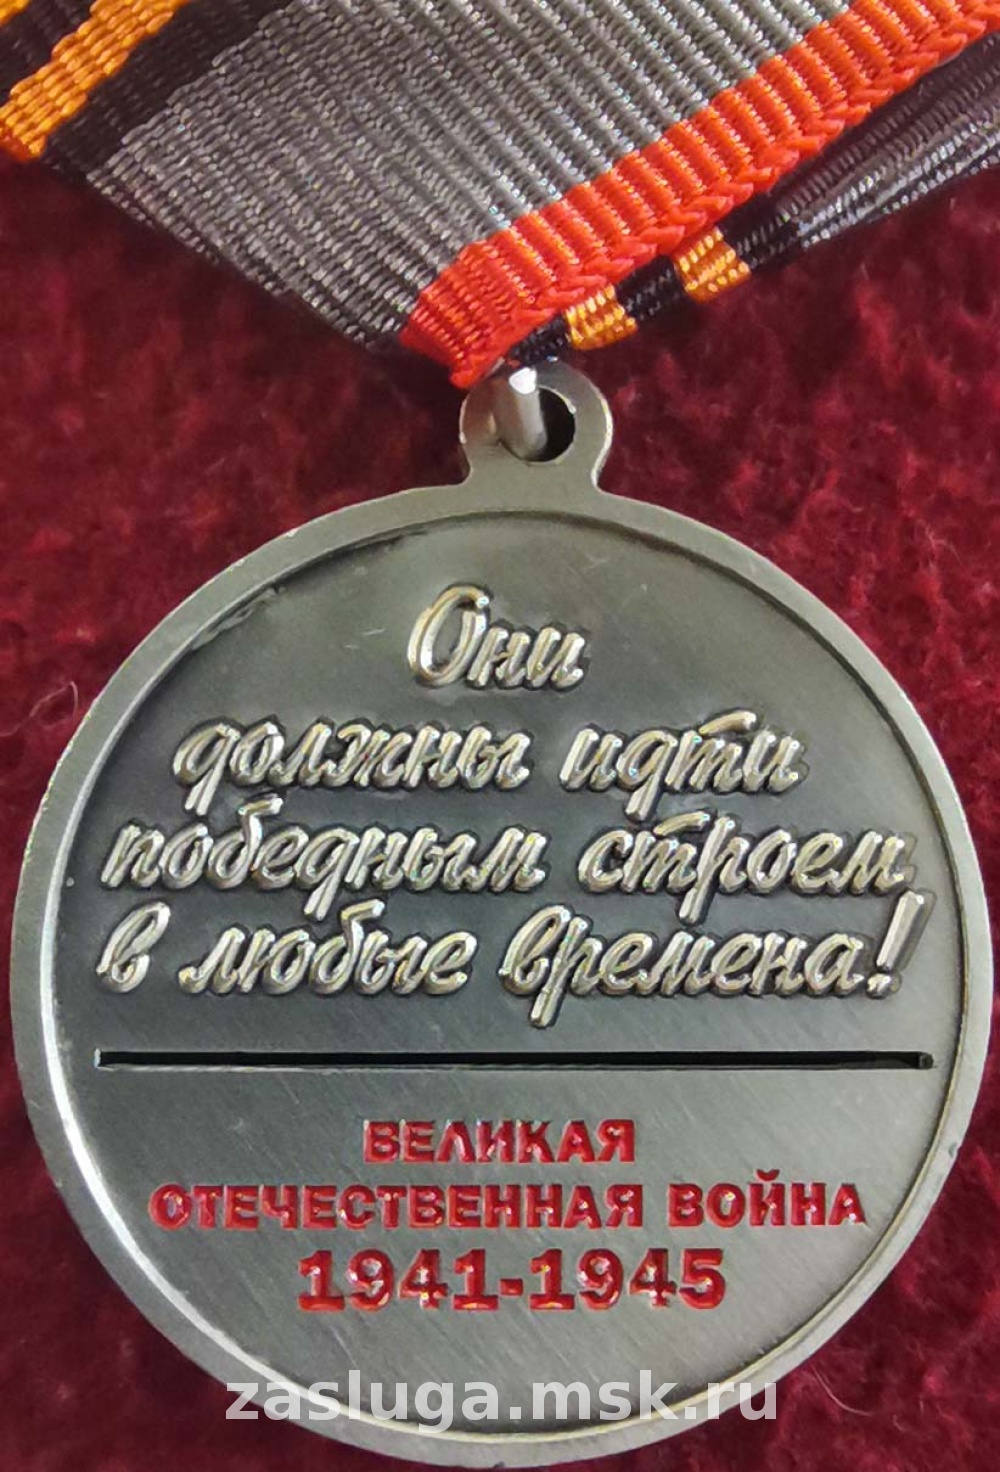 Они
должны идти
победным строем
в любые времена!
ВЕЛИКАЯ
ОТЕЧЕСТВЕННАЯ ВОЙНА
1941-1945
zasluga.msk.ru